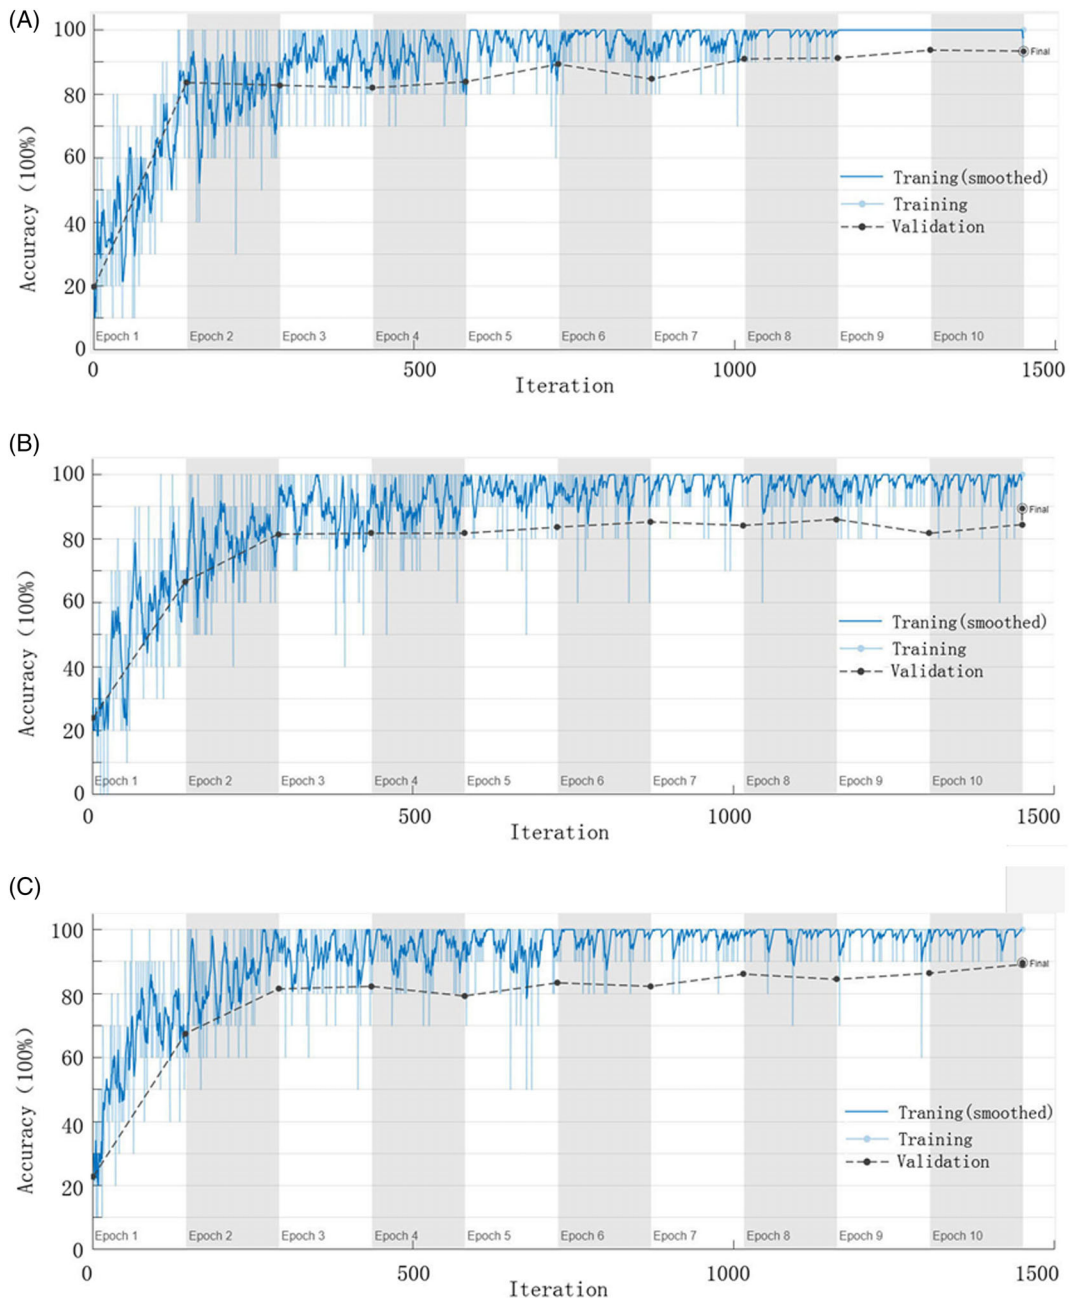 (A)
Accuracy (100%)
100
80
60
40
20
0
Traning(smoothed)
Training
Validation
Final
Epoch 1 Epoch 2 Epoch 3 Epoch 4 Epoch 5 Epoch 6 Epoch 7 Epoch 8 Epoch 9 Epoch 10
0 500 1000 1500
Iteration
(B)
Accuracy (100%)
100
80
60
40
20
0
Final
Traning(smoothed)
Training
Validation
Epoch 1 Epoch 2 Epoch 3 Epoch 4 Epoch 5 Epoch 6 Epoch 7 Epoch 8 Epoch 9 Epoch 10
0 500 1000 1500
Iteration
(C)
Accuracy (100%)
100
80
60
40
20
0
Final
Traning(smoothed)
Training
Validation
Epoch 1 Epoch 2 Epoch 3 Epoch 4 Epoch 5 Epoch 6 Epoch 7 Epoch 8 Epoch 9 Epoch 10
0 500 1000 1500
Iteration